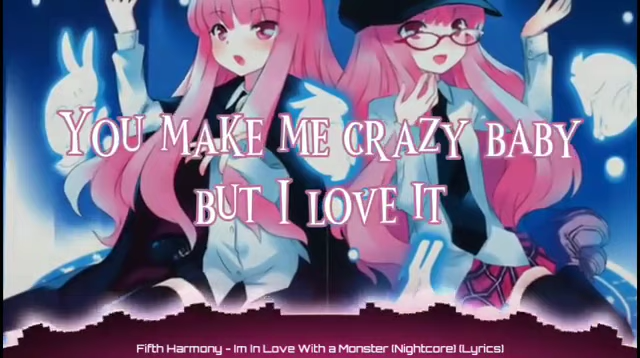 YOU MAKE ME CRAZY BABY
BUT I LOVE IT
Fifth Harmony - Im In Love With a Monster (Nightcore) (Lyrics)